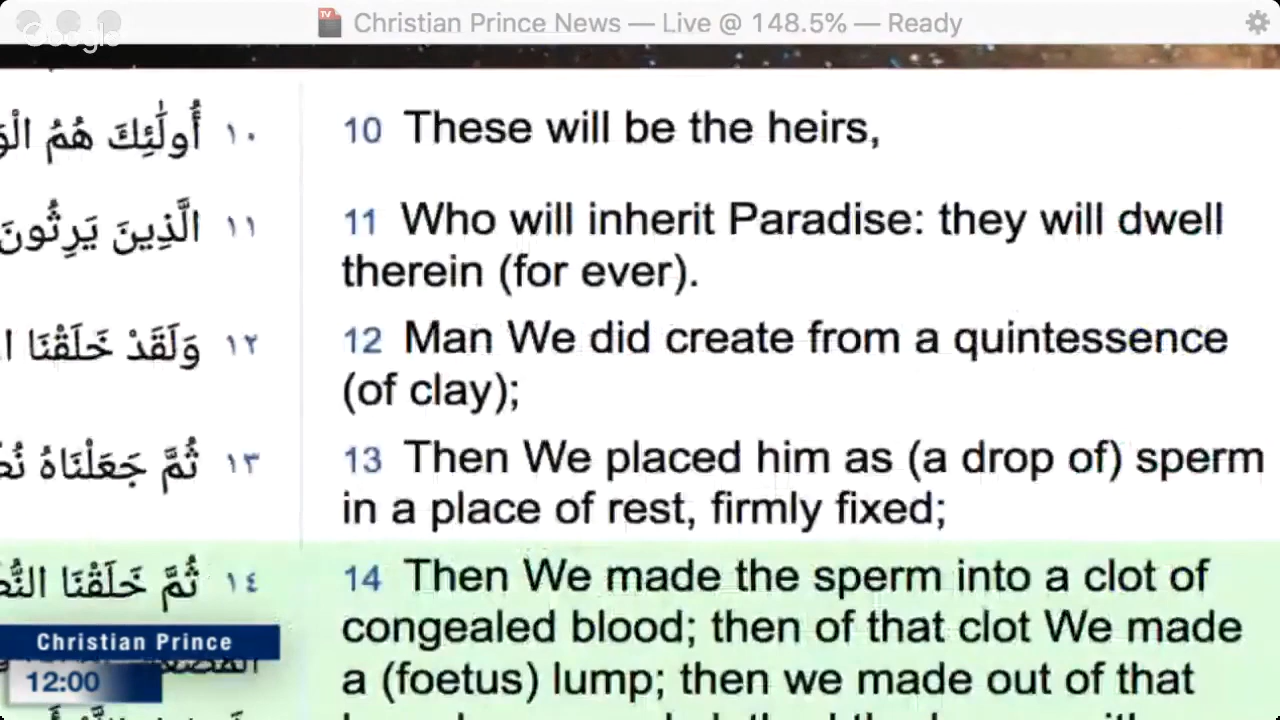 Christian Prince News — Live @ 148.5% — Ready
Google
أُولَٰئِكَ هُمُ ١٠
10 These will be the heirs,
الَّذِينَ يَرِثُونَ ١١
11 Who will inherit Paradise: they will dwell
therein (for ever).
وَلَقَدْ خَلَقْنَا ١٢
12 Man We did create from a quintessence
(of clay);
ثُمَّ جَعَلْنَاهُ ١٣
13 Then We placed him as (a drop of) sperm
in a place of rest, firmly fixed;
ثُمَّ خَلَقْنَا ١٤
14 Then We made the sperm into a clot of
congealed blood; then of that clot We made
a (foetus) lump; then we made out of that
Christian Prince
12:00